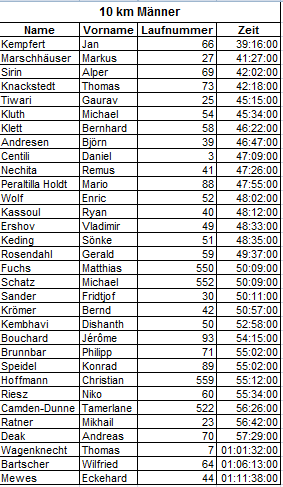 10 km Männer
Name Vorname Laufnummer Zeit
Kempfert Jan 66 39:16:00
Marschhäuser Markus 27 41:27:00
Sirin Alper 69 42:02:00
Knackstedt Thomas 73 42:18:00
Tiwari Gaurav 25 45:15:00
Kluth Michael 54 45:34:00
Klett Bernhard 58 46:22:00
Andresen Björn 39 46:47:00
Centili Daniel 3 47:09:00
Nechita Remus 41 47:26:00
Peraltilla Holdt Mario 88 47:55:00
Wolf Enric 52 48:02:00
Kassoul Ryan 40 48:12:00
Ershov Vladimir 49 48:33:00
Keding Sönke 51 48:35:00
Rosendahl Gerald 59 49:37:00
Fuchs Matthias 550 50:09:00
Schatz Michael 552 50:09:00
Sander Fridtjof 30 50:11:00
Krömer Bernd 42 50:57:00
Kembhavi Dishanth 50 52:58:00
Bouchard Jérôme 93 54:15:00
Brunnbar Philipp 71 55:02:00
Speidel Konrad 89 55:02:00
Hoffmann Christian 559 55:12:00
Riesz Niko 60 55:34:00
Camden-Dunne Tamerlane 522 56:26:00
Ratner Mikhail 23 56:42:00
Deak Andreas 70 57:29:00
Wagenknecht Thomas 7 01:01:32:00
Bartscher Wilfried 64 01:06:13:00
Mewes Eckehard 44 01:11:38:00